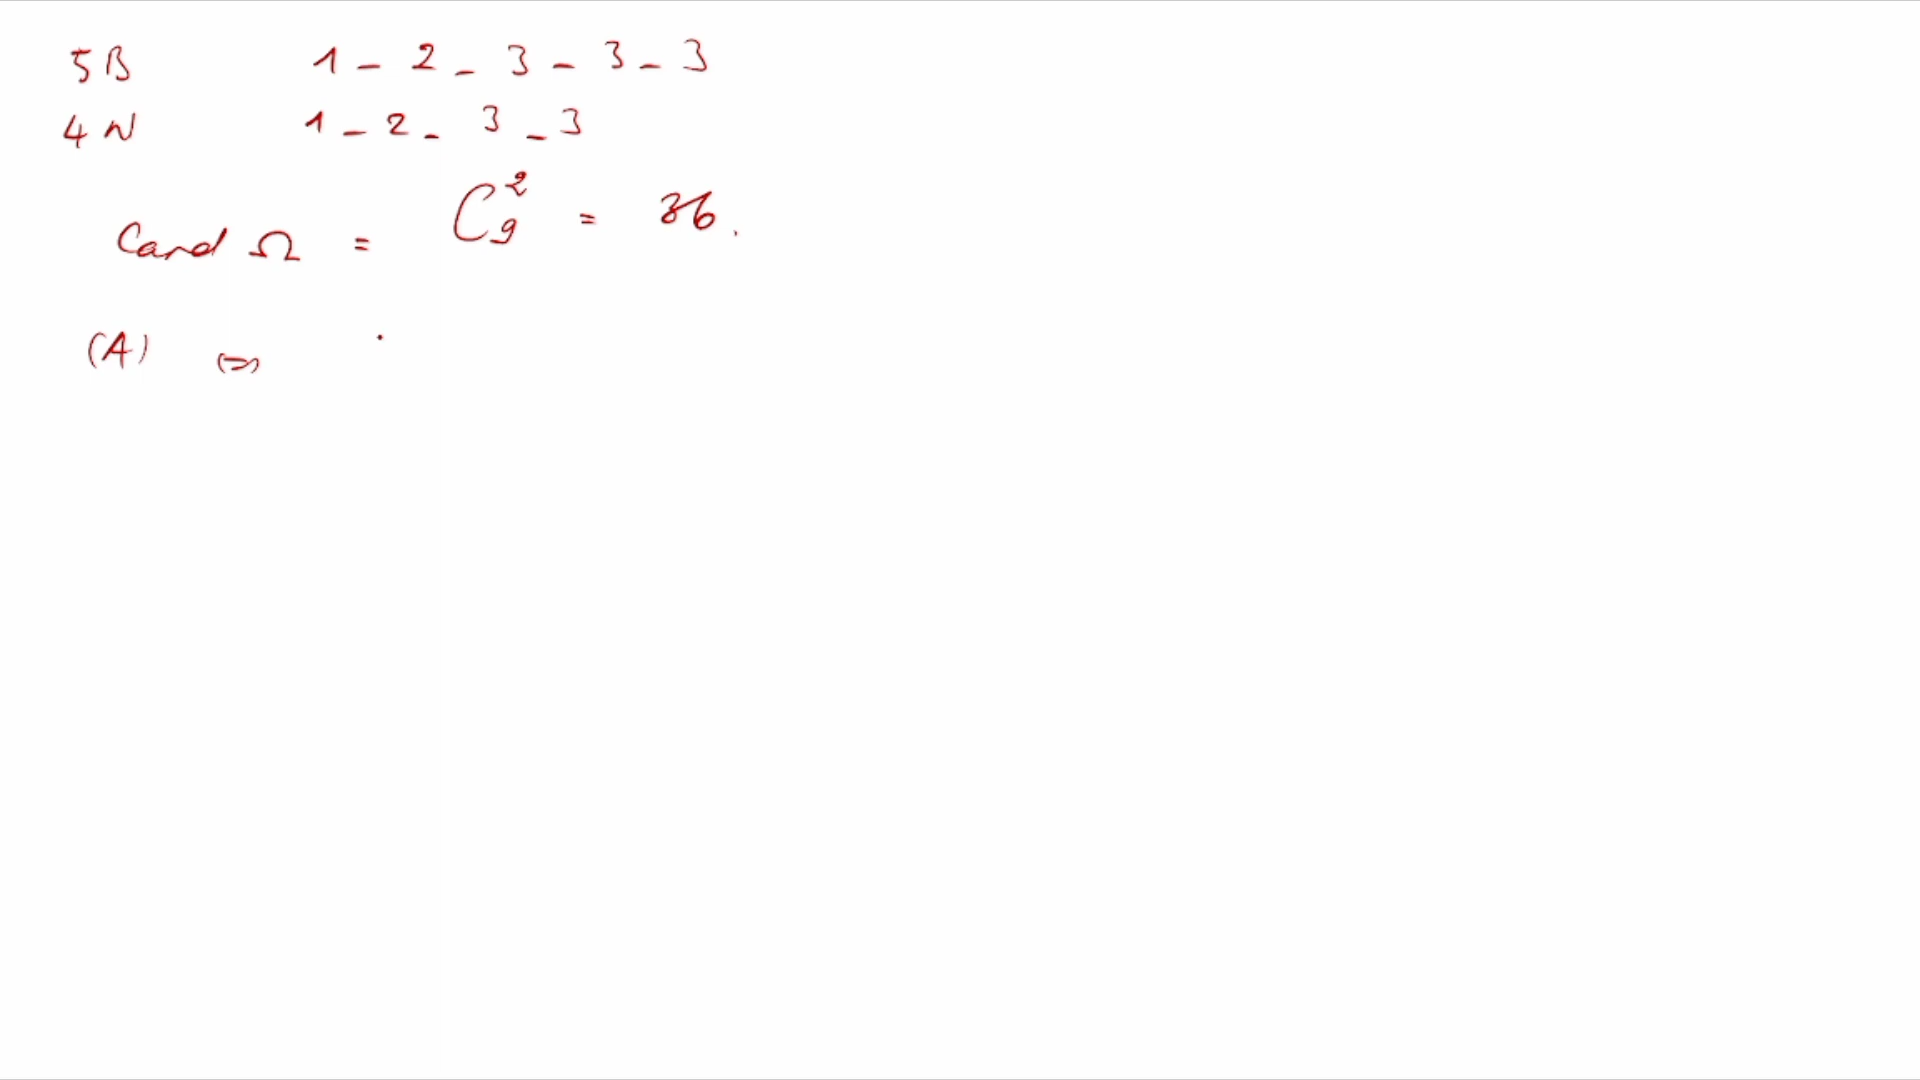 5B 1 - 2 - 3 - 3 - 3
4N 1 - 2 - 3 - 3
Card Ω = C₉² = 36.
(A) ⇔